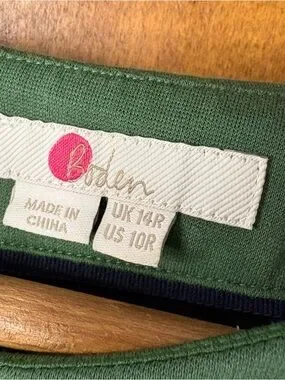 Boden
MADE IN
CHINA
UK 14R
US 10R